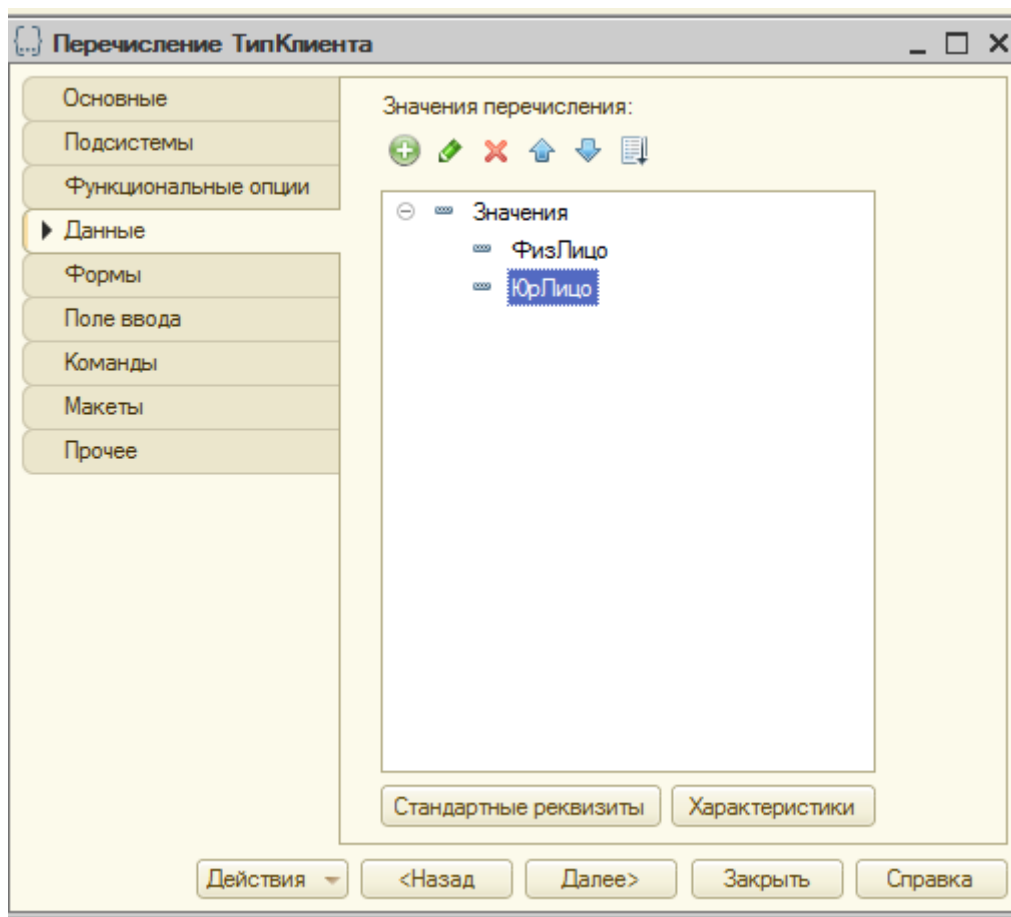 Перечисление ТипКлиента
Основные
Подсистемы
Функциональные опции
Данные
Формы
Поле ввода
Команды
Макеты
Прочее
Значения перечисления:
Значения
ФизЛицо
ЮрЛицо
Стандартные реквизиты Характеристики
Действия <Назад Далее> Закрыть Справка